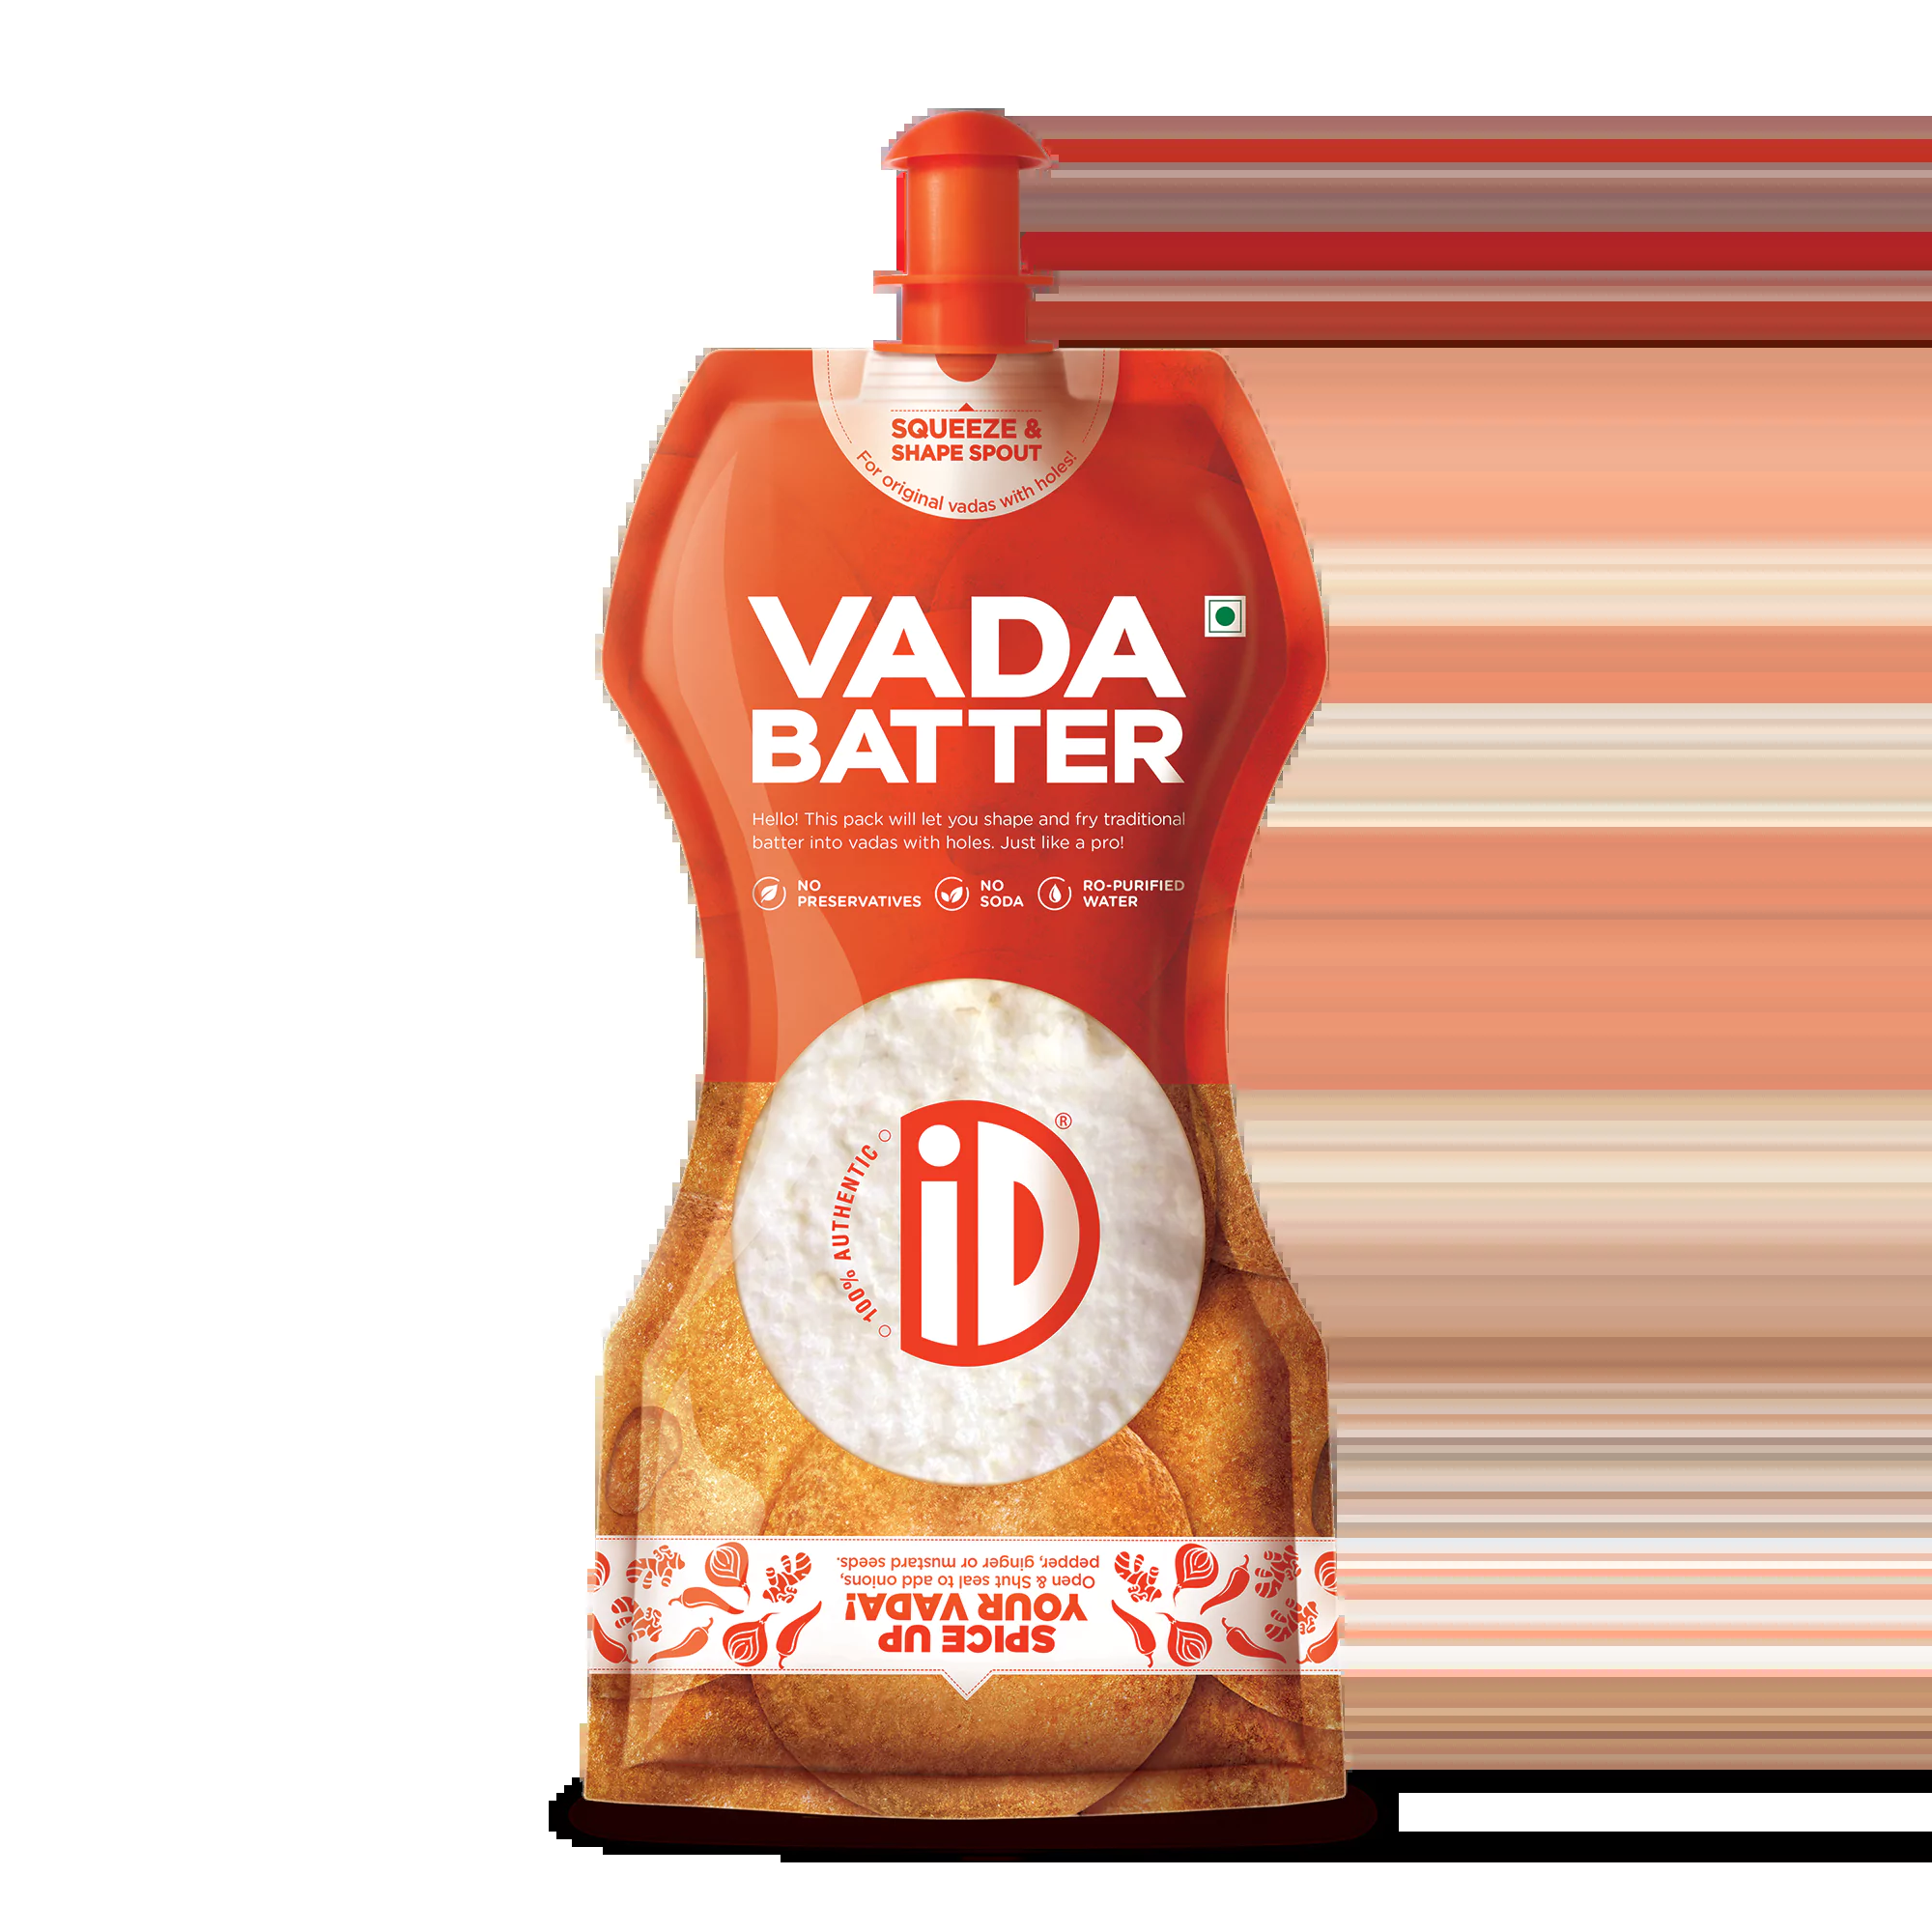 SQUEEZE &
SHAPE SPOUT
For original vadas with holes!
VADA
BATTER
Hello! This pack will let you shape and fry traditional
batter into vadas with holes. Just like a pro!
NO
PRESERVATIVES
NO
SODA
RO-PURIFIED
WATER
100% AUTHENTIC
iD®
SPICE UP
YOUR VADA!
Open & Shut seal to add onions,
pepper, ginger or mustard seeds.